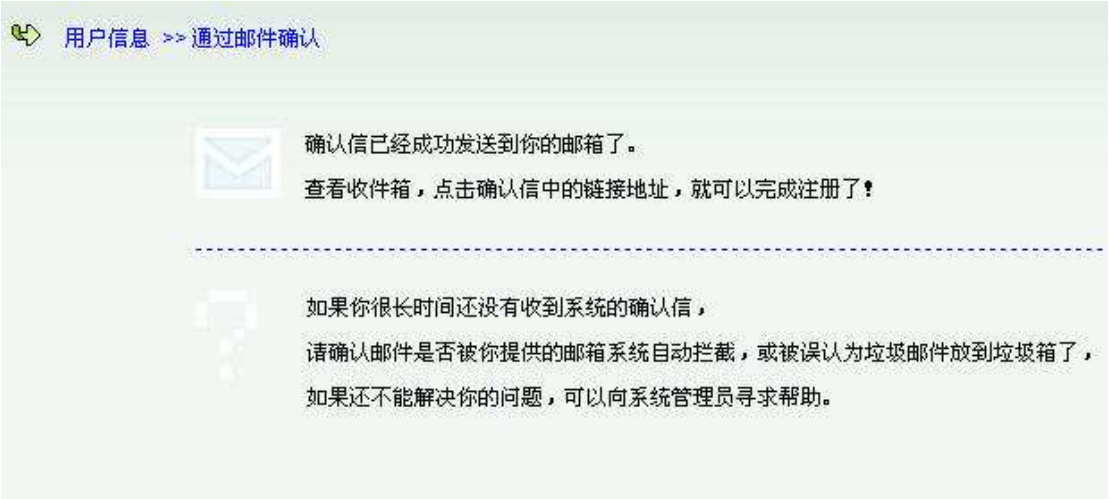 用户信息 >> 通过邮件确认
确认信已经成功发送到你的邮箱了。
查看收件箱，点击确认信中的链接地址，就可以完成注册了！
如果你很长时间还没有收到系统的确认信，
请确认邮件是否被你提供的邮箱系统自动拦截，或被误认为垃圾邮件放到垃圾箱了，
如果还不能解决你的问题，可以向系统管理员寻求帮助。